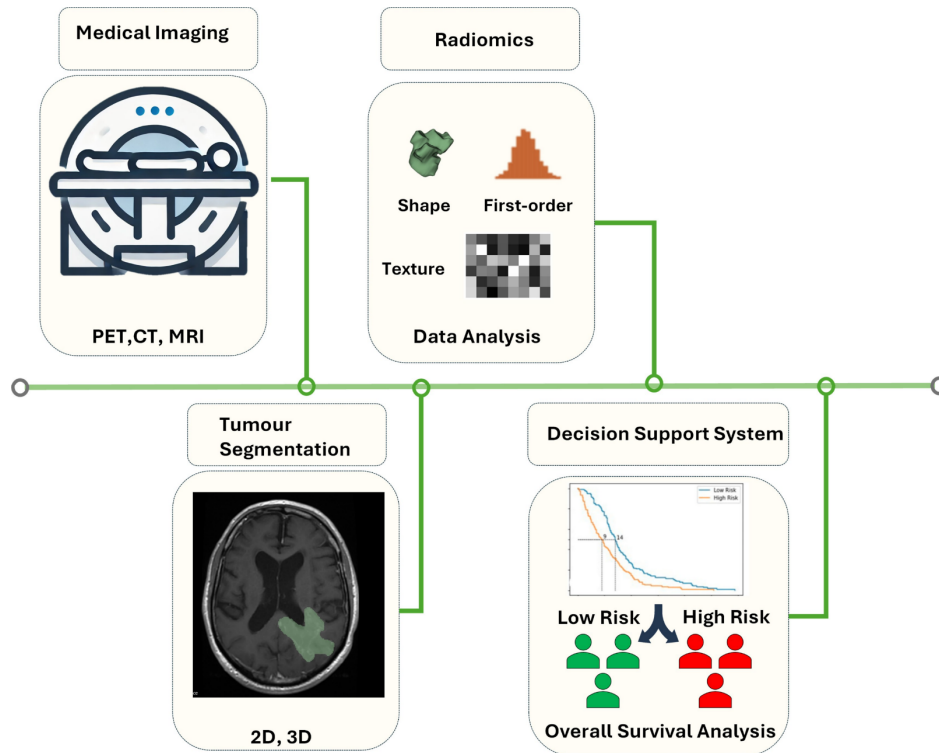 Medical Imaging
PET,CT, MRI
Radiomics
Shape
First-order
Texture
Data Analysis
Tumour
Segmentation
2D, 3D
Decision Support System
Low Risk
High Risk
9
14
Low Risk
High Risk
Overall Survival Analysis